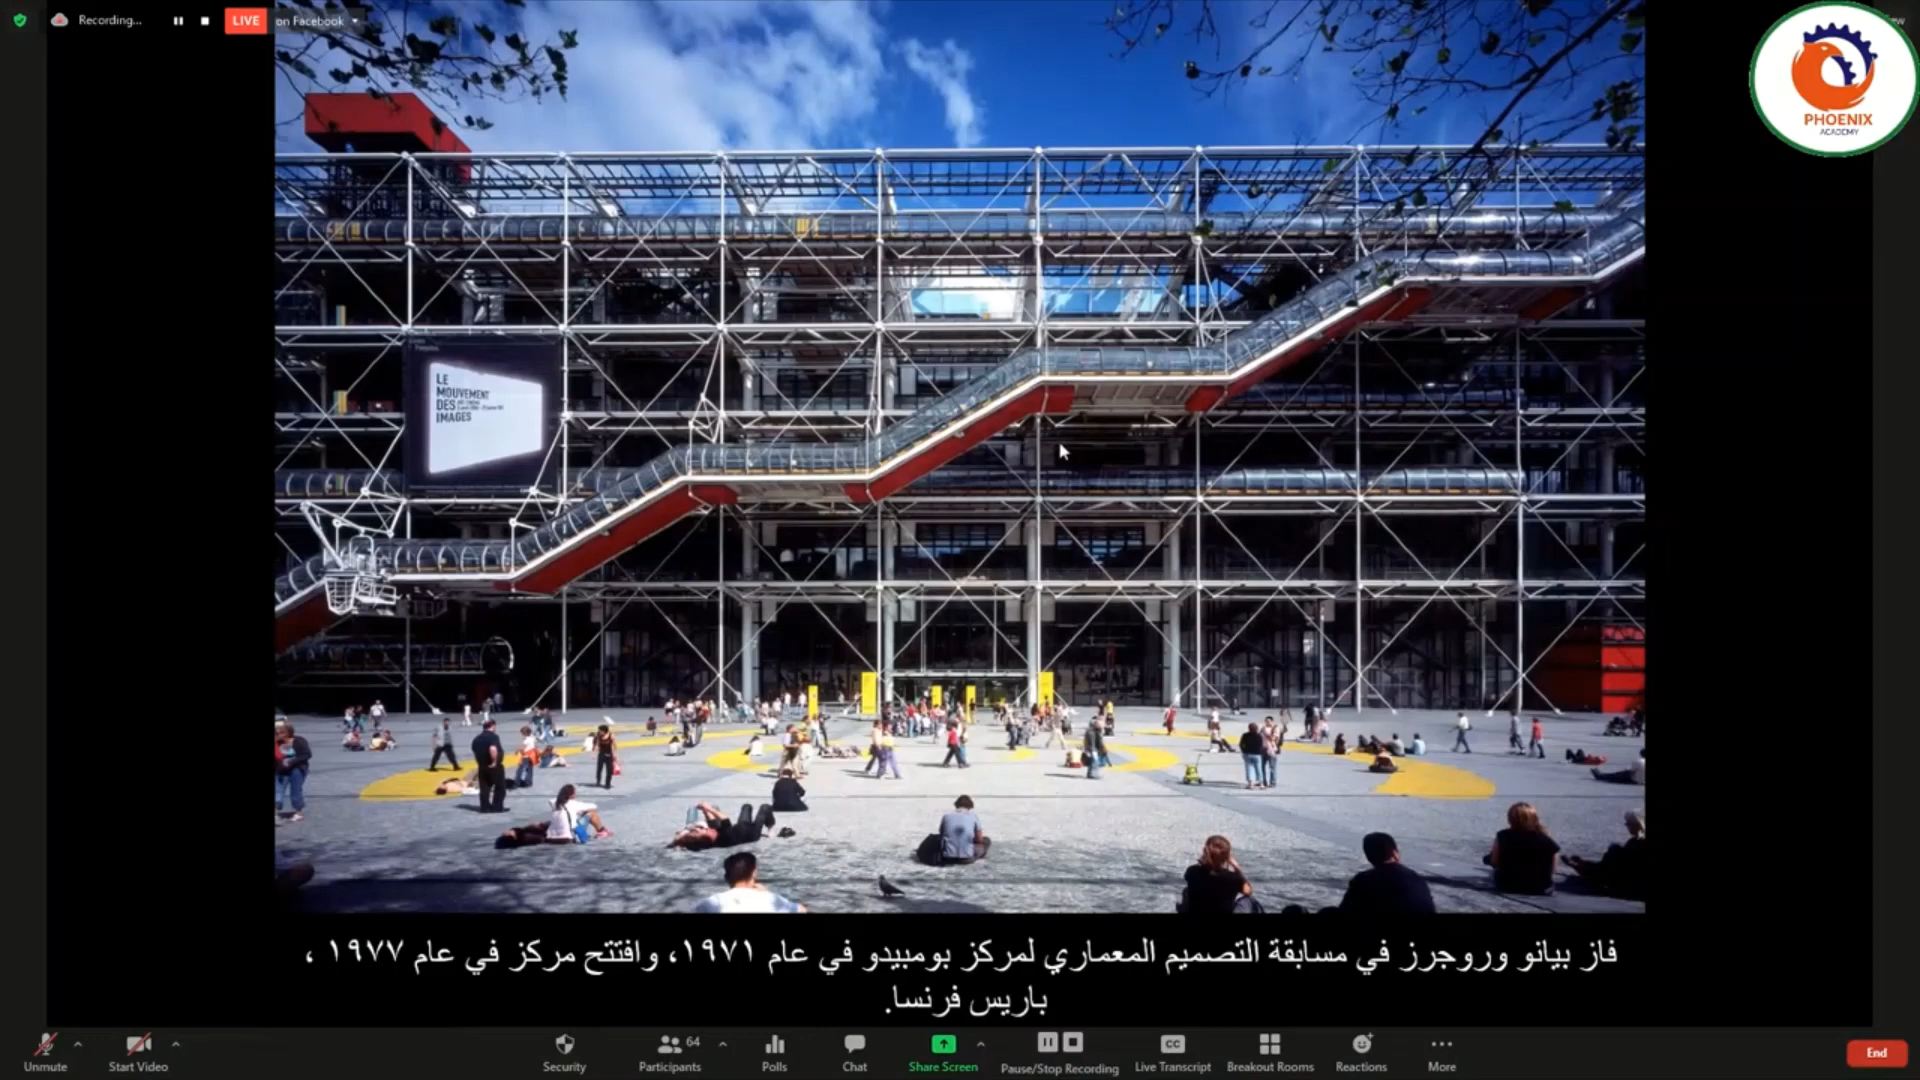 Recording...
LIVE
on Facebook
PHOENIX
ACADEMY
LE
MOUVEMENT
DES
IMAGES
فاز بيانو وروجرز في مسابقة التصميم المعماري لمركز بومبيدو في عام ١٩٧١، وافتتح مركز في عام ١٩٧٧ ،
باريس فرنسا.
Unmute
Start Video
Security
64
Participants
Polls
Chat
Share Screen
Pause/Stop Recording
CC
Live Transcript
Breakout Rooms
Reactions
More
End